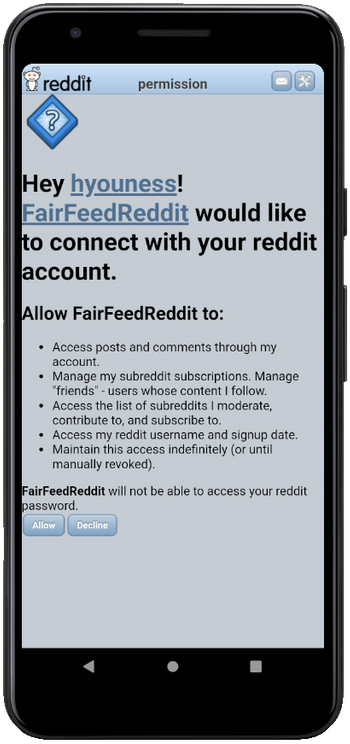 reddit permission
Hey hyouness!
FairFeedReddit would like
to connect with your reddit
account.
Allow FairFeedReddit to:
Access posts and comments through my
account.
Manage my subreddit subscriptions. Manage
"friends" - users whose content I follow.
Access the list of subreddits I moderate,
contribute to, and subscribe to.
Access my reddit username and signup date.
Maintain this access indefinitely (or until
manually revoked).
FairFeedReddit will not be able to access your reddit
password.
Allow Decline